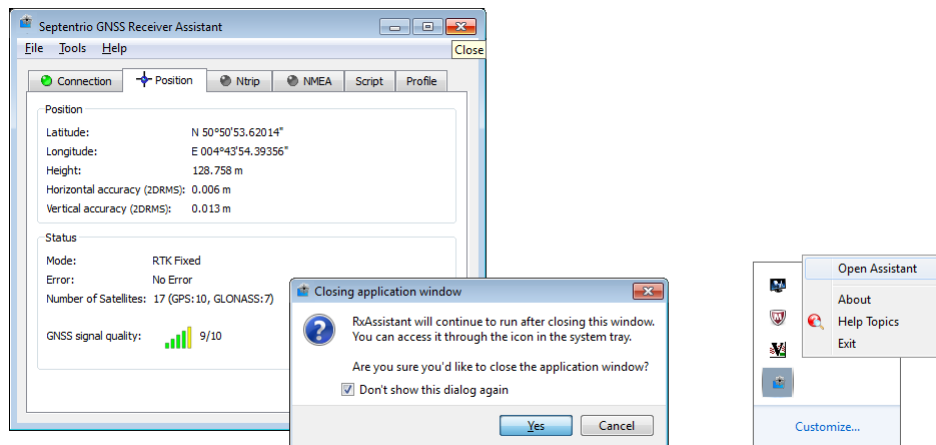 Septentrio GNSS Receiver Assistant
File Tools Help
Close
Connection Position Ntrip NMEA Script Profile
Position
Latitude: N 50°50'53.62014"
Longitude: E 004°43'54.39356"
Height: 128.758 m
Horizontal accuracy (2DRMS): 0.006 m
Vertical accuracy (2DRMS): 0.013 m
Status
Mode: RTK Fixed
Error: No Error
Number of Satellites: 17 (GPS:10, GLONASS:7)
GNSS signal quality: 9/10
Closing application window
RxAssistant will continue to run after closing this window.
You can access it through the icon in the system tray.
Are you sure you'd like to close the application window?
Don't show this dialog again
Yes Cancel
Open Assistant
About
Help Topics
Exit
Customize...